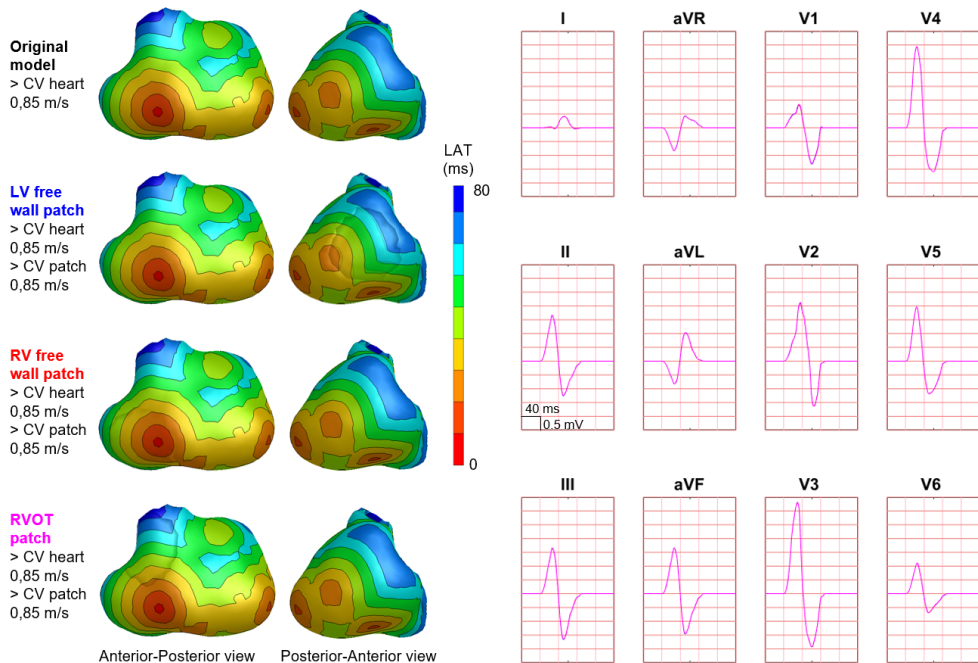 Original
model
> CV heart
0,85 m/s
LV free
wall patch
> CV heart
0,85 m/s
> CV patch
0,85 m/s
RV free
wall patch
> CV heart
0,85 m/s
> CV patch
0,85 m/s
RVOT
patch
> CV heart
0,85 m/s
> CV patch
0,85 m/s
Anterior-Posterior view
Posterior-Anterior view
LAT
(ms)
80
0
I
aVR
V1
V4
II
aVL
V2
V5
40 ms
0.5 mV
III
aVF
V3
V6